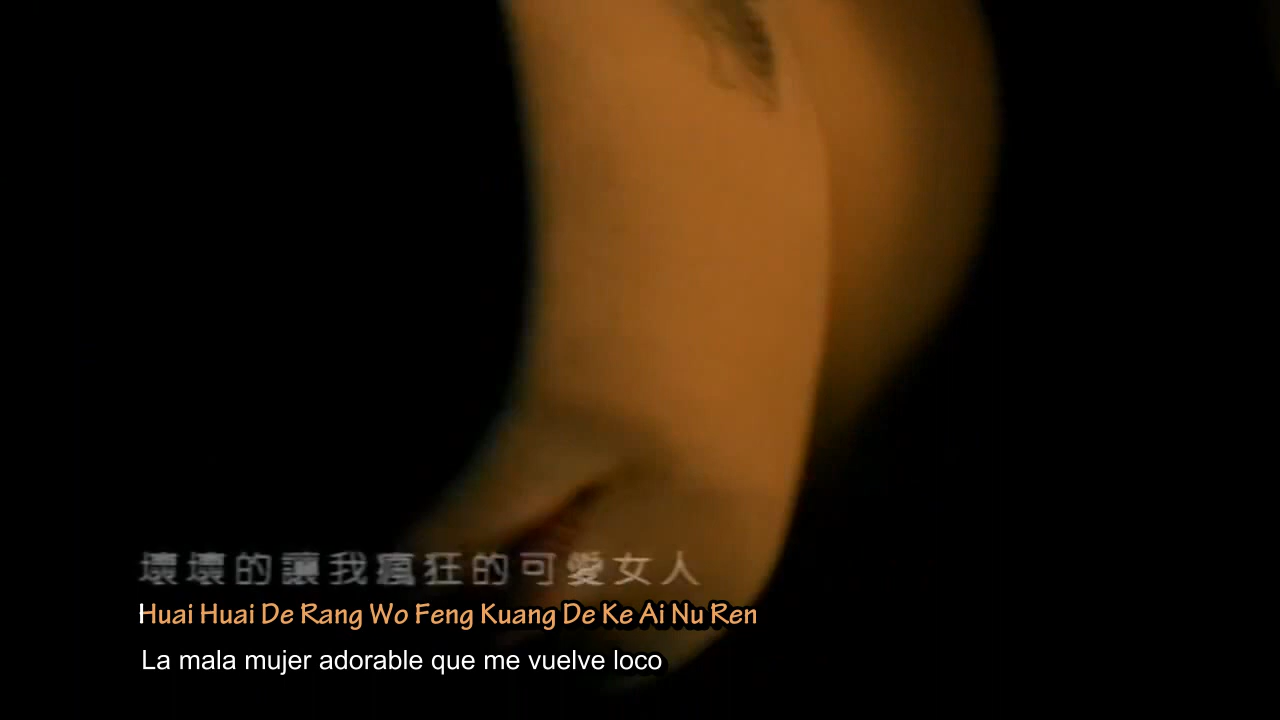 壞壞的讓我瘋狂的可愛女人
Huai Huai De Rang Wo Feng Kuang De Ke Ai Nu Ren
La mala mujer adorable que me vuelve loco